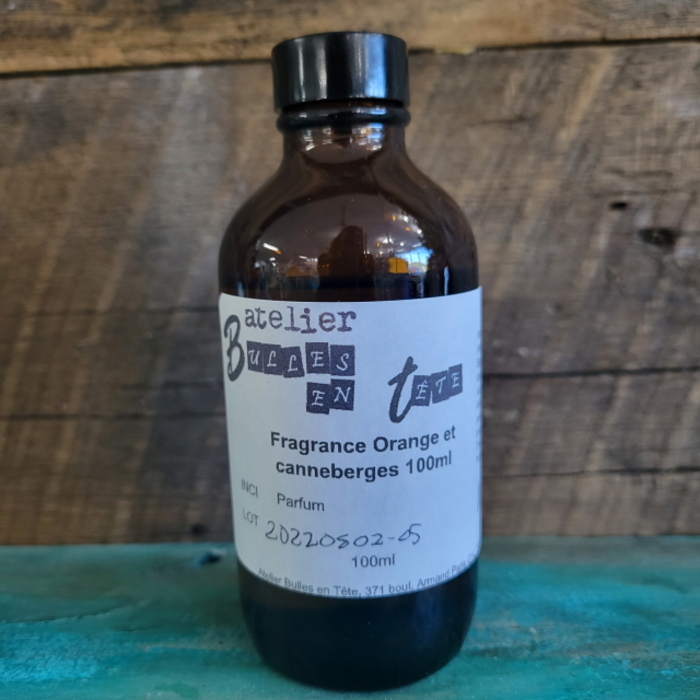 atelier
BULLES
EN TÊTE
Fragrance Orange et
canneberges 100ml
INCI Parfum
LOT 20220802-05
100ml
Atelier Bulles en Tête, 371 boul. Armand